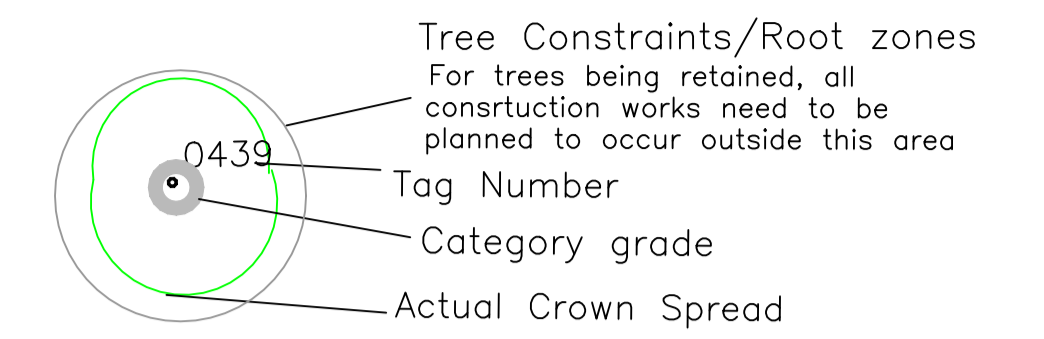 Tree Constraints/Root zones
For trees being retained, all
consrtuction works need to be
planned to occur outside this area
0439
Tag Number
Category grade
Actual Crown Spread